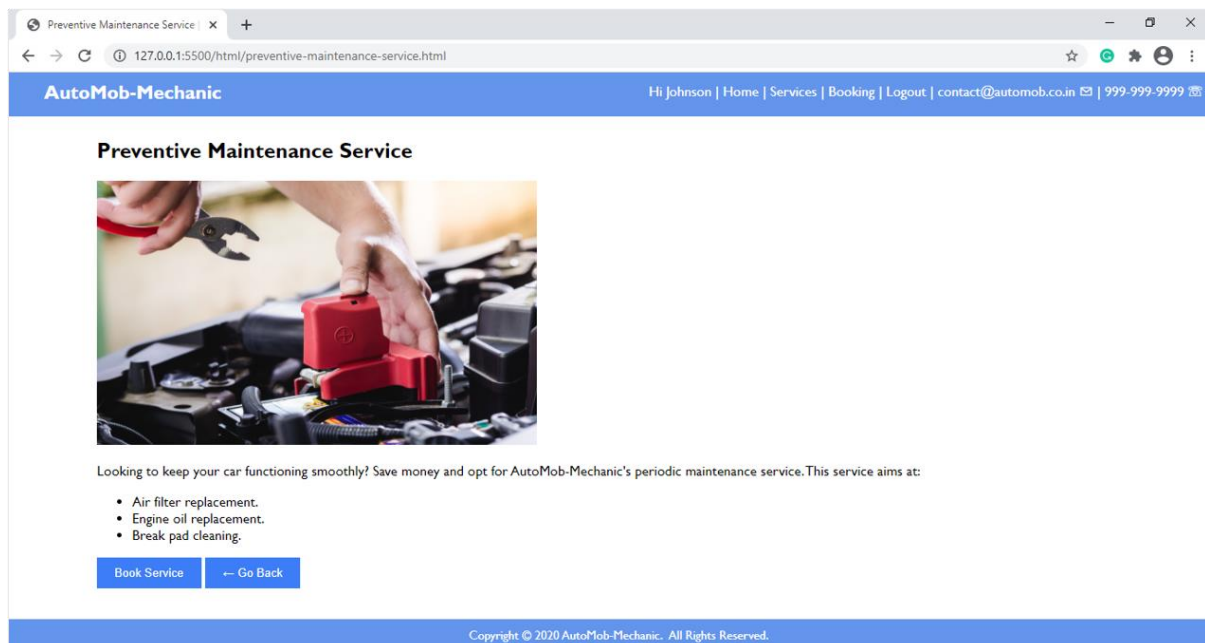 Preventive Maintenance Service |
127.0.0.1:5500/html/preventive-maintenance-service.html
AutoMob-Mechanic
Hi Johnson | Home | Services | Booking | Logout | contact@automob.co.in ✉ | 999-999-9999 ☏
Preventive Maintenance Service
Looking to keep your car functioning smoothly? Save money and opt for AutoMob-Mechanic's periodic maintenance service. This service aims at:
• Air filter replacement.
• Engine oil replacement.
• Break pad cleaning.
Book Service ← Go Back
Copyright © 2020 AutoMob-Mechanic. All Rights Reserved.